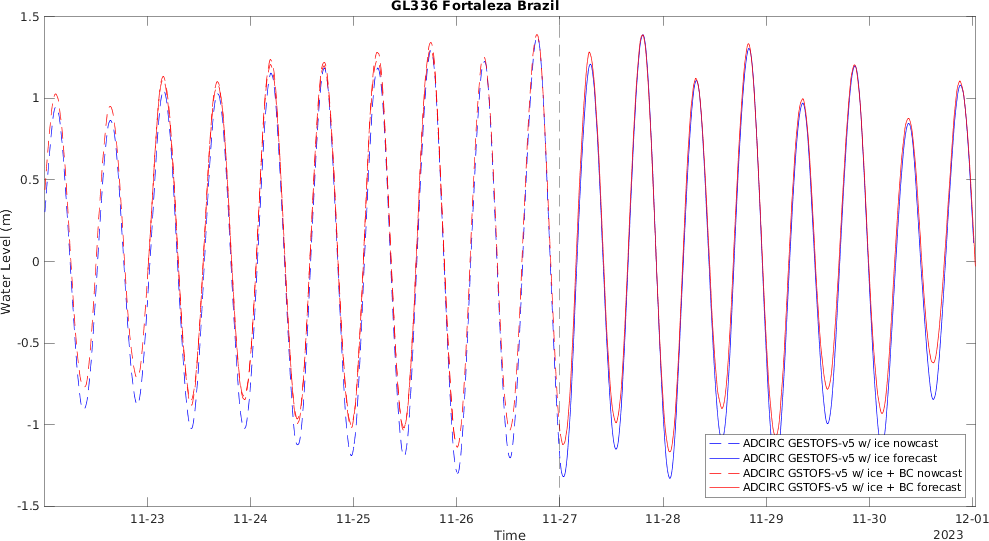 GL336 Fortaleza Brazil
1.5
1
0.5
0
-0.5
-1
-1.5
Water Level (m)
ADCIRC GESTOFS-v5 w/ ice nowcast
ADCIRC GESTOFS-v5 w/ ice forecast
ADCIRC GSTOFS-v5 w/ ice + BC nowcast
ADCIRC GSTOFS-v5 w/ ice + BC forecast
11-23 11-24 11-25 11-26 11-27 11-28 11-29 11-30 12-01
Time
2023